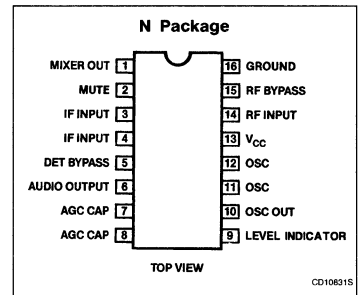 N Package
MIXER OUT 1 16 GROUND
MUTE 2 15 RF BYPASS
IF INPUT 3 14 RF INPUT
IF INPUT 4 13 VCC
DET BYPASS 5 12 OSC
AUDIO OUTPUT 6 11 OSC
AGC CAP 7 10 OSC OUT
AGC CAP 8 9 LEVEL INDICATOR
TOP VIEW
CD10831S